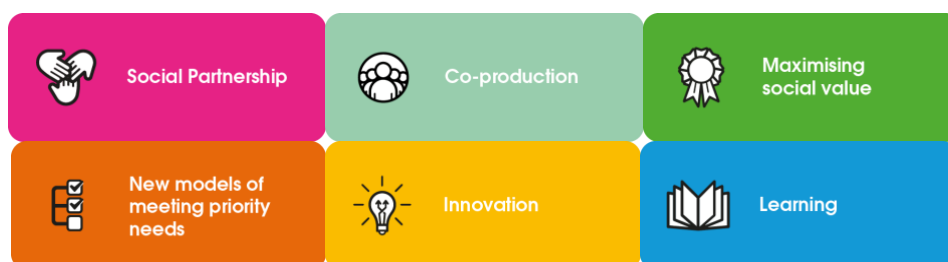 Social Partnership
Co-production
Maximising
social value
New models of
meeting priority
needs
Innovation
Learning